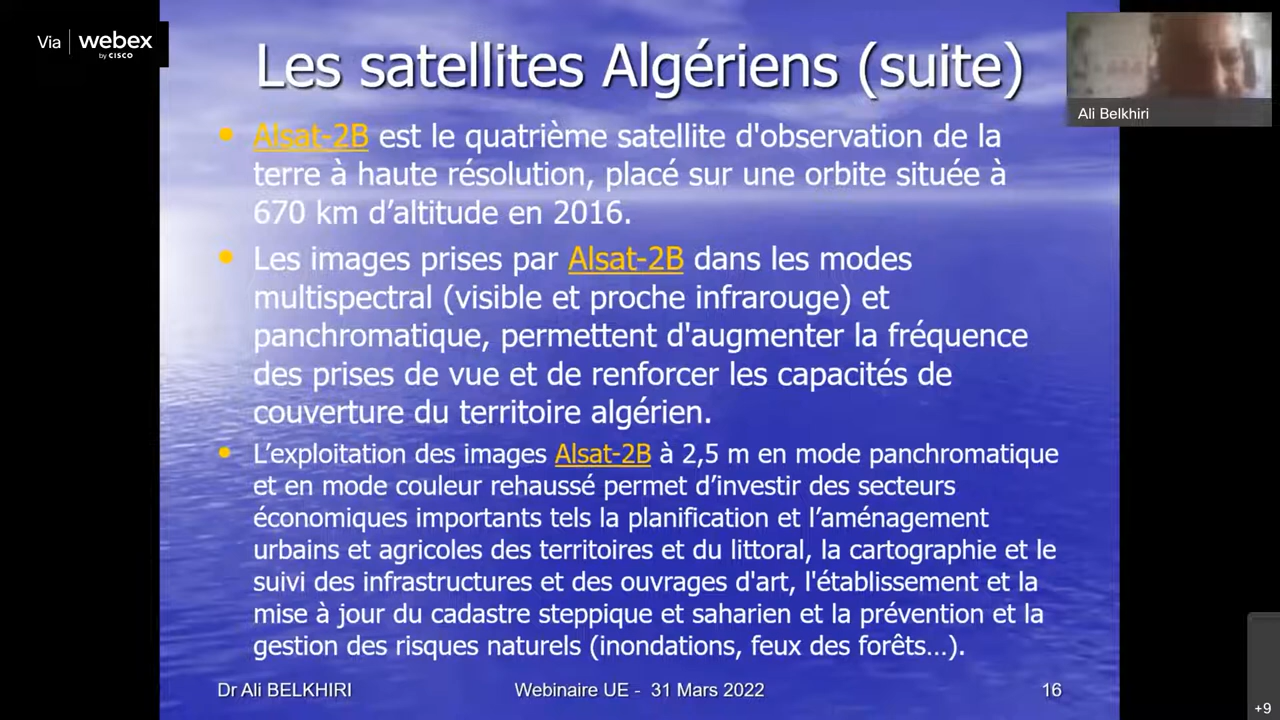 Via webex
by CISCO
Les satellites Algériens (suite)
Ali Belkhiri
Alsat-2B est le quatrième satellite d'observation de la
terre à haute résolution, placé sur une orbite située à
670 km d’altitude en 2016.
Les images prises par Alsat-2B dans les modes
multispectral (visible et proche infrarouge) et
panchromatique, permettent d'augmenter la fréquence
des prises de vue et de renforcer les capacités de
couverture du territoire algérien.
L’exploitation des images Alsat-2B à 2,5 m en mode panchromatique
et en mode couleur rehaussé permet d’investir des secteurs
économiques importants tels la planification et l’aménagement
urbains et agricoles des territoires et du littoral, la cartographie et le
suivi des infrastructures et des ouvrages d'art, l'établissement et la
mise à jour du cadastre steppique et saharien et la prévention et la
gestion des risques naturels (inondations, feux des forêts…).
Dr Ali BELKHIRI Webinaire UE - 31 Mars 2022 16
+9